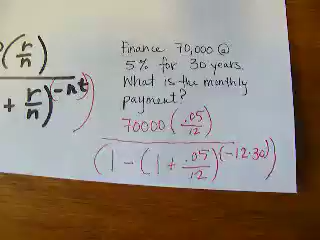 (r/n)
+ r/n)^(-nt)
Finance 70,000 @
5% for 30 years.
What is the monthly
payment?
70000 (.05/12)
(1 - (1 + .05/12)^(-12·30))